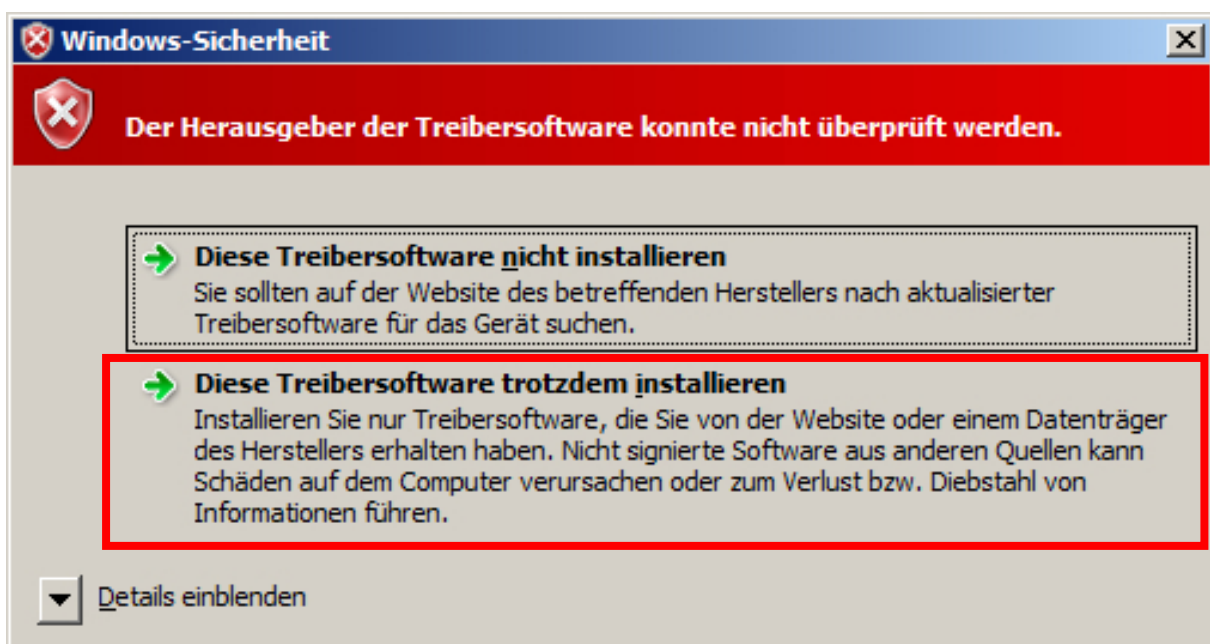 Windows-Sicherheit
Der Herausgeber der Treibersoftware konnte nicht überprüft werden.
Diese Treibersoftware nicht installieren
Sie sollten auf der Website des betreffenden Herstellers nach aktualisierter
Treibersoftware für das Gerät suchen.
Diese Treibersoftware trotzdem installieren
Installieren Sie nur Treibersoftware, die Sie von der Website oder einem Datenträger
des Herstellers erhalten haben. Nicht signierte Software aus anderen Quellen kann
Schäden auf dem Computer verursachen oder zum Verlust bzw. Diebstahl von
Informationen führen.
Details einblenden